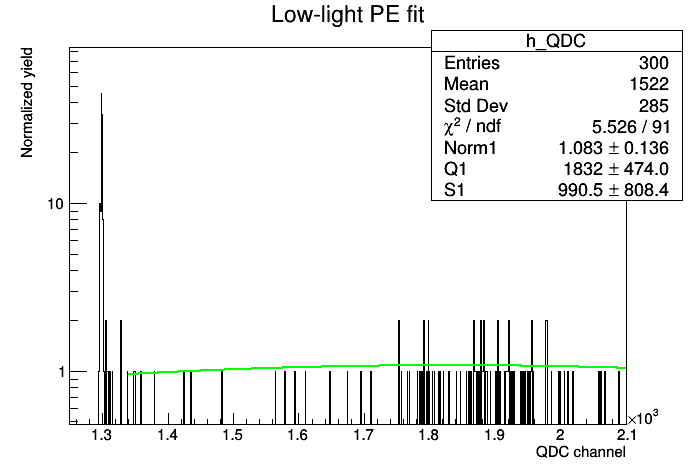 Low-light PE fit
h_QDC
Entries 300
Mean 1522
Std Dev 285
χ² / ndf 5.526 / 91
Norm1 1.083 ± 0.136
Q1 1832 ± 474.0
S1 990.5 ± 808.4
Normalized yield
10
1
1.3 1.4 1.5 1.6 1.7 1.8 1.9 2 2.1
×10³
QDC channel